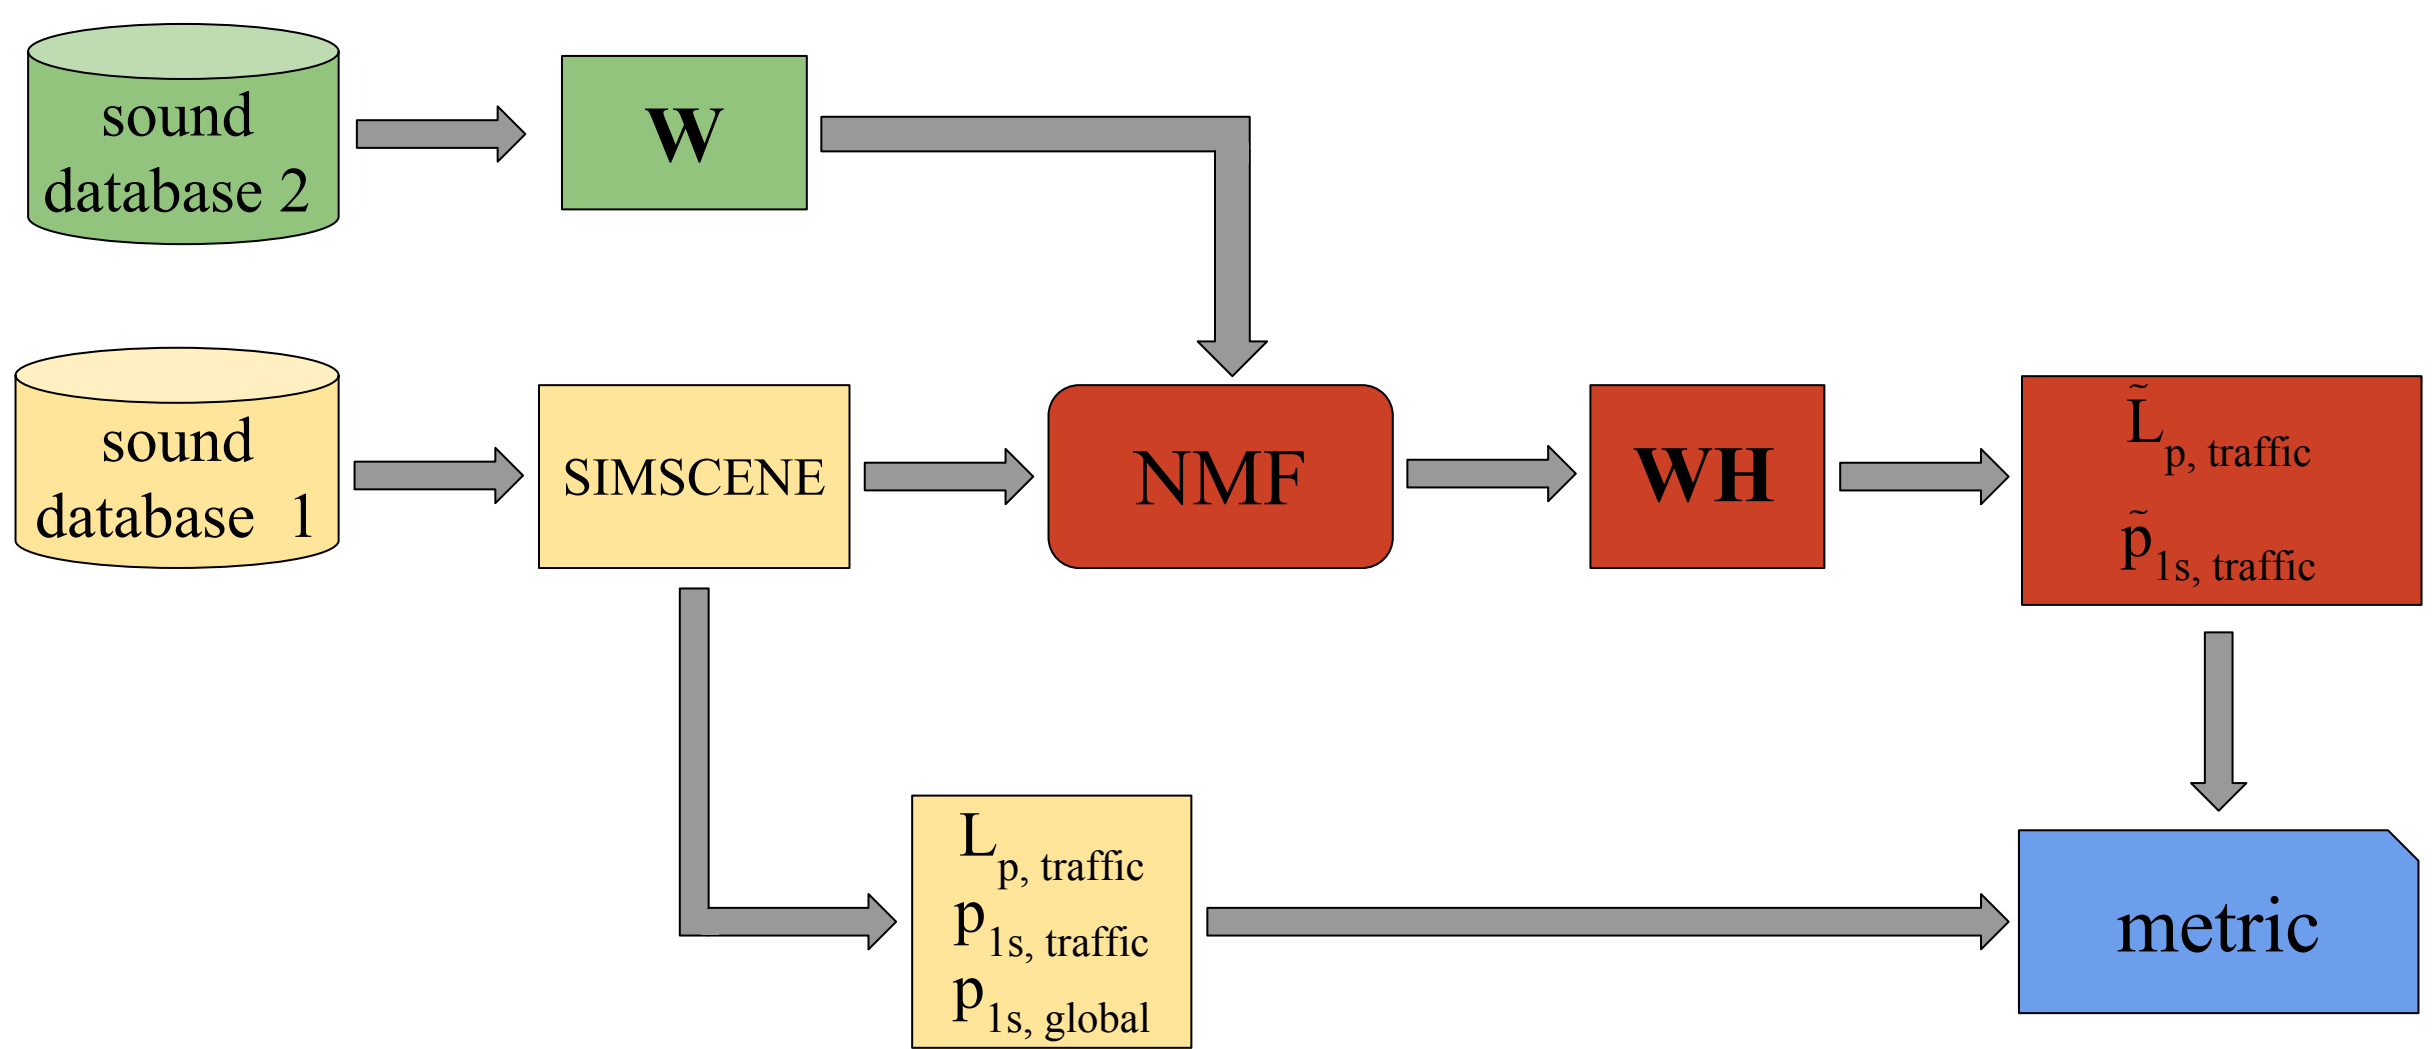 sound
database 2
W
sound
database 1
SIMSCENE
NMF
WH
L̃p, traffic
p̃1s, traffic
Lp, traffic
p1s, traffic
p1s, global
metric